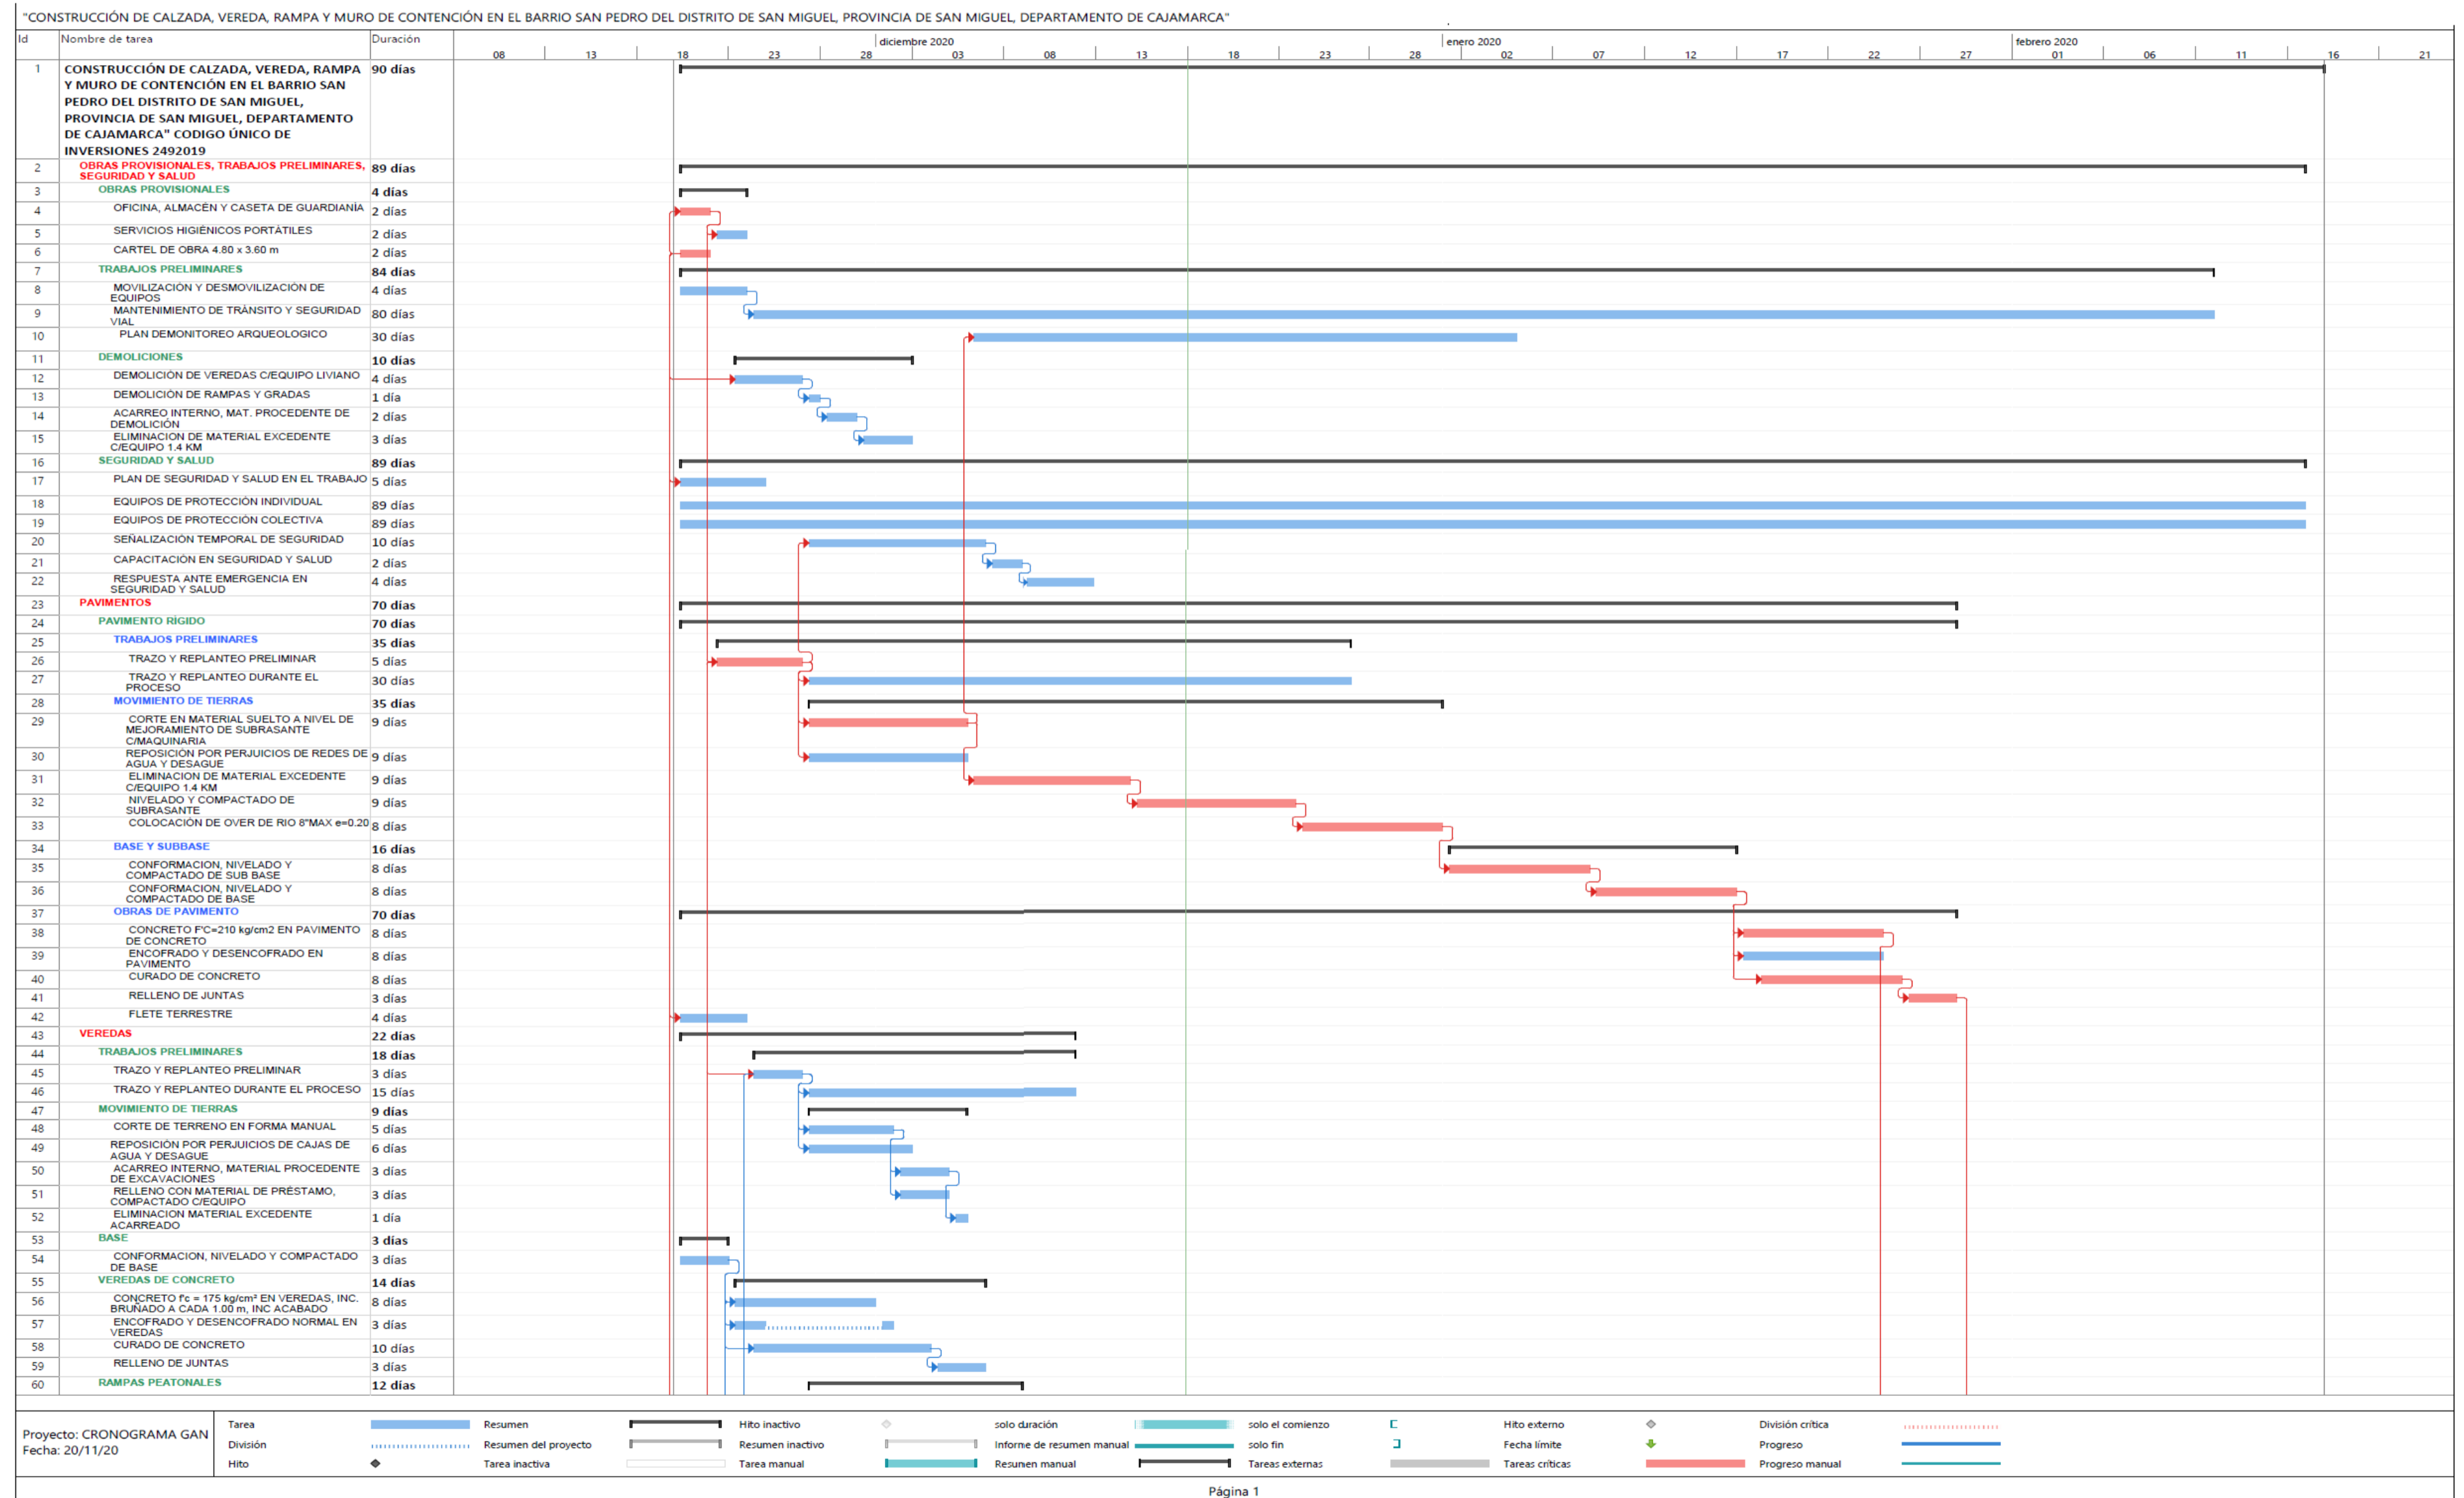 "CONSTRUCCIÓN DE CALZADA, VEREDA, RAMPA Y MURO DE CONTENCIÓN EN EL BARRIO SAN PEDRO DEL DISTRITO DE SAN MIGUEL, PROVINCIA DE SAN MIGUEL, DEPARTAMENTO DE CAJAMARCA"
Id Nombre de tarea Duración diciembre 2020 enero 2020 febrero 2020
08 13 18 23 28 03 08 13 18 23 28 02 07 12 17 22 27 01 06 11 16 21
1 CONSTRUCCIÓN DE CALZADA, VEREDA, RAMPA 90 días
Y MURO DE CONTENCIÓN EN EL BARRIO SAN
PEDRO DEL DISTRITO DE SAN MIGUEL,
PROVINCIA DE SAN MIGUEL, DEPARTAMENTO
DE CAJAMARCA" CODIGO ÚNICO DE
INVERSIONES 2492019
2 OBRAS PROVISIONALES, TRABAJOS PRELIMINARES, 89 días
SEGURIDAD Y SALUD
3 OBRAS PROVISIONALES 4 días
4 OFICINA, ALMACÉN Y CASETA DE GUARDIANÍA 2 días
5 SERVICIOS HIGIÉNICOS PORTÁTILES 2 días
6 CARTEL DE OBRA 4.80 x 3.60 m 2 días
7 TRABAJOS PRELIMINARES 84 días
8 MOVILIZACIÓN Y DESMOVILIZACIÓN DE 4 días
EQUIPOS
9 MANTENIMIENTO DE TRÁNSITO Y SEGURIDAD 80 días
VIAL
10 PLAN DEMONITOREO ARQUEOLOGICO 30 días
11 DEMOLICIONES 10 días
12 DEMOLICIÓN DE VEREDAS C/EQUIPO LIVIANO 4 días
13 DEMOLICIÓN DE RAMPAS Y GRADAS 1 día
14 ACARREO INTERNO, MAT. PROCEDENTE DE 2 días
DEMOLICIÓN
15 ELIMINACION DE MATERIAL EXCEDENTE 3 días
C/EQUIPO 1.4 KM
16 SEGURIDAD Y SALUD 89 días
17 PLAN DE SEGURIDAD Y SALUD EN EL TRABAJO 5 días
18 EQUIPOS DE PROTECCIÓN INDIVIDUAL 89 días
19 EQUIPOS DE PROTECCIÓN COLECTIVA 89 días
20 SEÑALIZACIÓN TEMPORAL DE SEGURIDAD 10 días
21 CAPACITACIÓN EN SEGURIDAD Y SALUD 2 días
22 RESPUESTA ANTE EMERGENCIA EN 4 días
SEGURIDAD Y SALUD
23 PAVIMENTOS 70 días
24 PAVIMENTO RÍGIDO 70 días
25 TRABAJOS PRELIMINARES 35 días
26 TRAZO Y REPLANTEO PRELIMINAR 5 días
27 TRAZO Y REPLANTEO DURANTE EL 30 días
PROCESO
28 MOVIMIENTO DE TIERRAS 35 días
29 CORTE EN MATERIAL SUELTO A NIVEL DE 9 días
MEJORAMIENTO DE SUBRASANTE
C/MAQUINARIA
30 REPOSICIÓN POR PERJUICIOS DE REDES DE 9 días
AGUA Y DESAGUE
31 ELIMINACION DE MATERIAL EXCEDENTE 9 días
C/EQUIPO 1.4 KM
32 NIVELADO Y COMPACTADO DE 9 días
SUBRASANTE
33 COLOCACIÓN DE OVER DE RIO 8"MAX e=0.20 8 días
34 BASE Y SUBBASE 16 días
35 CONFORMACION, NIVELADO Y 8 días
COMPACTADO DE SUB BASE
36 CONFORMACION, NIVELADO Y 8 días
COMPACTADO DE BASE
37 OBRAS DE PAVIMENTO 70 días
38 CONCRETO F'C=210 kg/cm2 EN PAVIMENTO 8 días
DE CONCRETO
39 ENCOFRADO Y DESENCOFRADO EN 8 días
PAVIMENTO
40 CURADO DE CONCRETO 8 días
41 RELLENO DE JUNTAS 3 días
42 FLETE TERRESTRE 4 días
43 VEREDAS 22 días
44 TRABAJOS PRELIMINARES 18 días
45 TRAZO Y REPLANTEO PRELIMINAR 3 días
46 TRAZO Y REPLANTEO DURANTE EL PROCESO 15 días
47 MOVIMIENTO DE TIERRAS 9 días
48 CORTE DE TERRENO EN FORMA MANUAL 5 días
49 REPOSICIÓN POR PERJUICIOS DE CAJAS DE 6 días
AGUA Y DESAGUE
50 ACARREO INTERNO, MATERIAL PROCEDENTE 3 días
DE EXCAVACIONES
51 RELLENO CON MATERIAL DE PRÉSTAMO, 3 días
COMPACTADO C/EQUIPO
52 ELIMINACION MATERIAL EXCEDENTE 1 día
ACARREADO
53 BASE 3 días
54 CONFORMACION, NIVELADO Y COMPACTADO 3 días
DE BASE
55 VEREDAS DE CONCRETO 14 días
56 CONCRETO f'c = 175 kg/cm² EN VEREDAS, INC. 8 días
BRUÑADO A CADA 1.00 m, INC ACABADO
57 ENCOFRADO Y DESENCOFRADO NORMAL EN 3 días
VEREDAS
58 CURADO DE CONCRETO 10 días
59 RELLENO DE JUNTAS 3 días
60 RAMPAS PEATONALES 12 días
Proyecto: CRONOGRAMA GAN
Fecha: 20/11/20
Tarea Resumen Hito inactivo solo duración solo el comienzo Hito externo División crítica
División Resumen del proyecto Resumen inactivo Informe de resumen manual solo fin Fecha límite Progreso
Hito Tarea inactiva Tarea manual Resumen manual Tareas externas Tareas críticas Progreso manual
Página 1